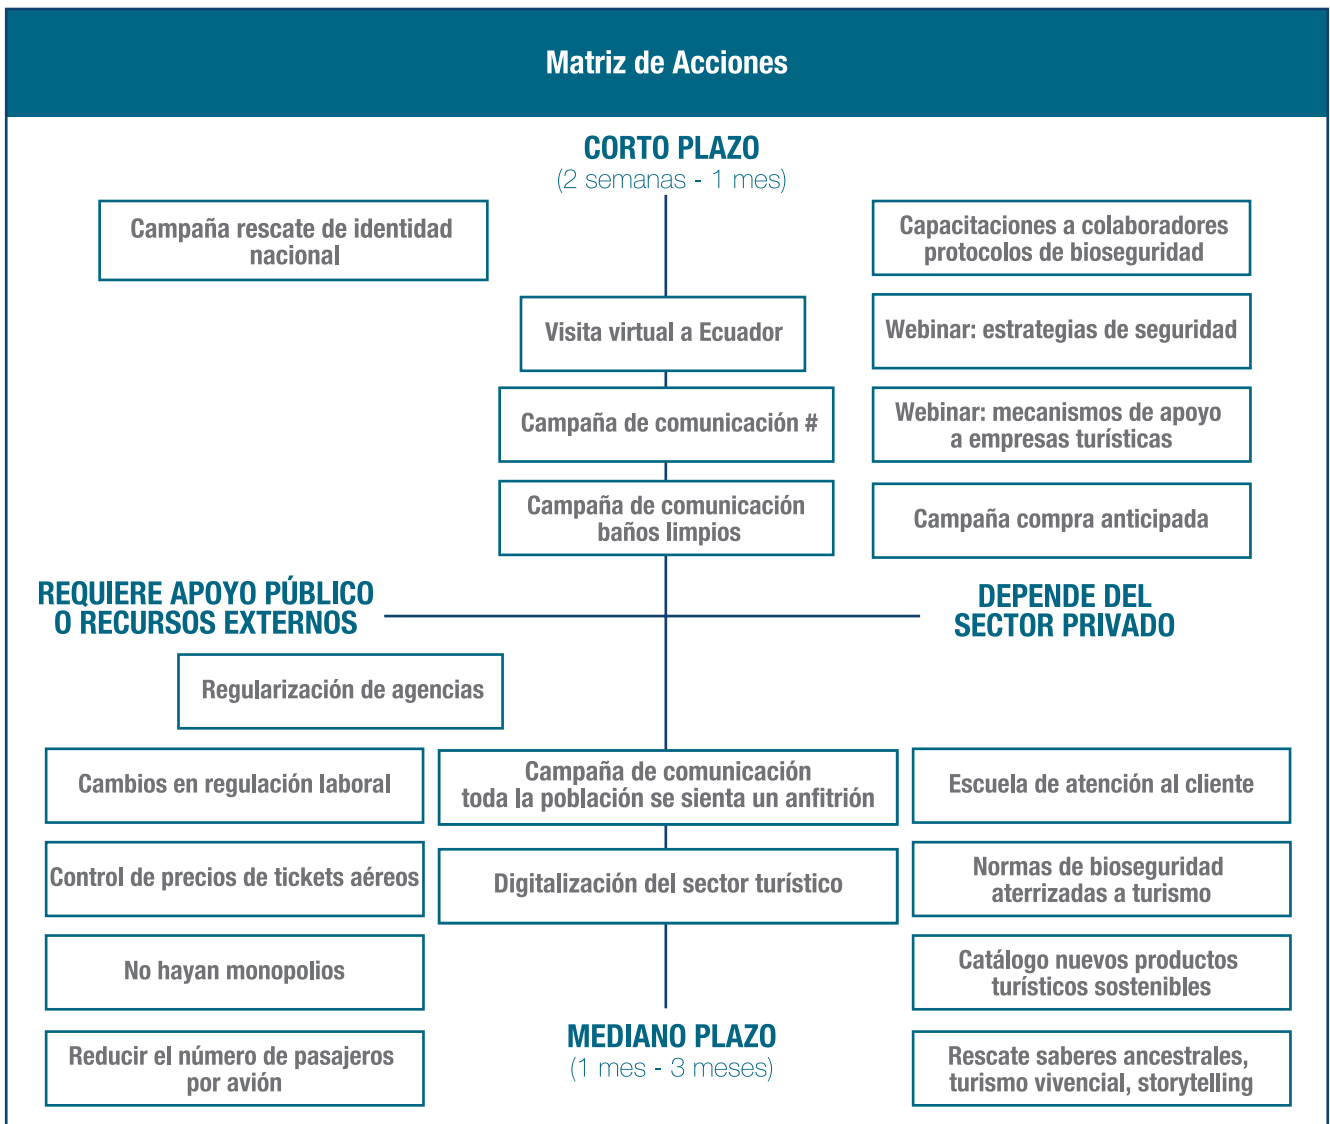 Matriz de Acciones
CORTO PLAZO
(2 semanas - 1 mes)
Campaña rescate de identidad
nacional
Capacitaciones a colaboradores
protocolos de bioseguridad
Visita virtual a Ecuador
Webinar: estrategias de seguridad
Campaña de comunicación #
Webinar: mecanismos de apoyo
a empresas turísticas
Campaña de comunicación
baños limpios
Campaña compra anticipada
REQUIERE APOYO PÚBLICO
O RECURSOS EXTERNOS
DEPENDE DEL
SECTOR PRIVADO
Regularización de agencias
Cambios en regulación laboral
Campaña de comunicación
toda la población se sienta un anfitrión
Escuela de atención al cliente
Control de precios de tickets aéreos
Digitalización del sector turístico
Normas de bioseguridad
aterrizadas a turismo
No hayan monopolios
Catálogo nuevos productos
turísticos sostenibles
MEDIANO PLAZO
(1 mes - 3 meses)
Reducir el número de pasajeros
por avión
Rescate saberes ancestrales,
turismo vivencial, storytelling